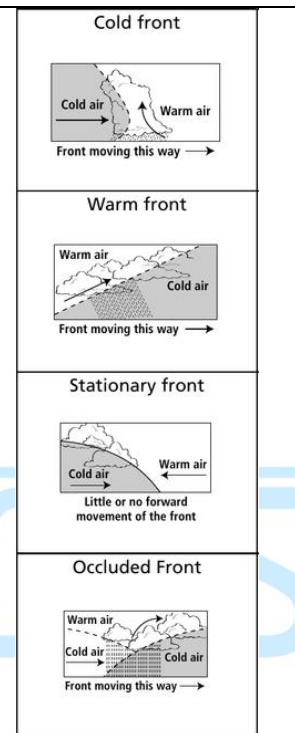 Cold front
Cold air
Warm air
Front moving this way
Warm front
Warm air
Cold air
Front moving this way
Stationary front
Cold air
Warm air
Little or no forward
movement of the front
Occluded Front
Warm air
Cold air
Cold air
Front moving this way